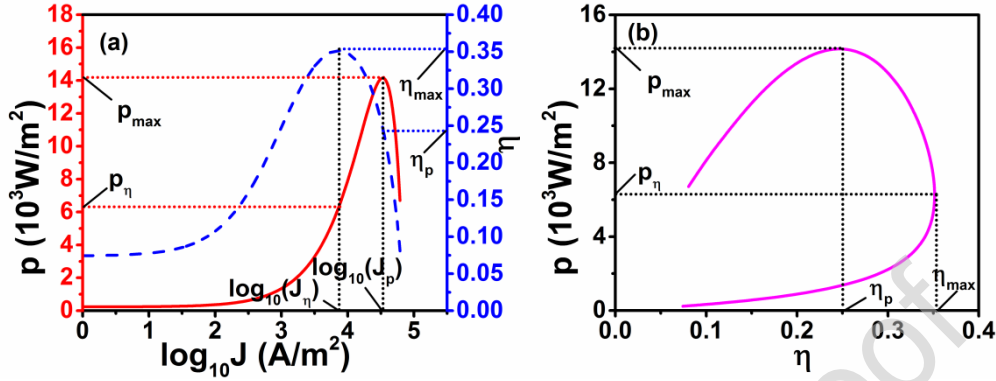 (a)
p (10³W/m²)
18
16
14
12
10
8
6
4
2
0
p_max
p_η
η_max
η_p
log₁₀(J_η)
log₁₀(J_p)
0.40
0.35
0.30
0.25
0.20
0.15
0.10
0.05
0.00
η
0 1 2 3 4 5
log₁₀J (A/m²)
(b)
p (10³W/m²)
16
12
8
4
0
p_max
p_η
η_p
η_max
0.0 0.1 0.2 0.3 0.4
η
oof